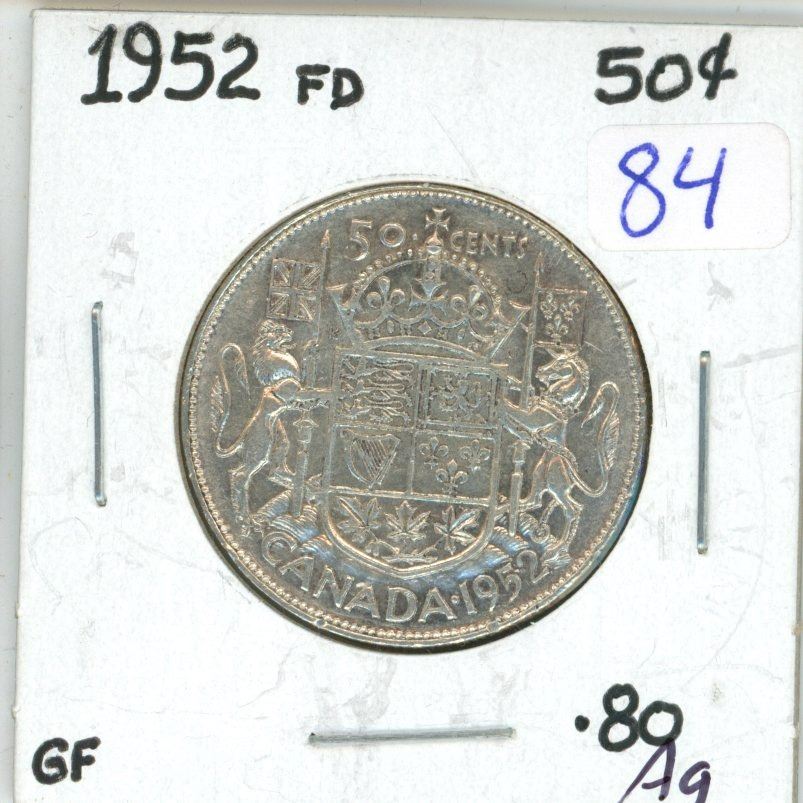 1952 FD 50¢
84
50 · CENTS
CANADA · 1952
GF .80
Ag